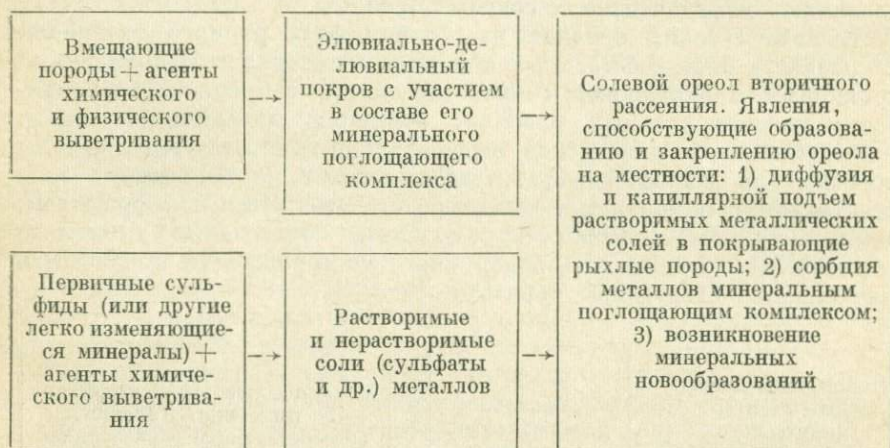 Вмещающие
породы + агенты
химического
и физического
выветривания
Элювиально-де-
лювиальный
покров с участием
в составе его
минерального
поглощающего
комплекса
Первичные суль-
фиды (или другие
легко изменяющие-
ся минералы) +
агенты химиче-
ского выветрива-
ния
Растворимые
и нерастворимые
соли (сульфаты
и др.) металлов
Солевой ореол вторичного
рассеяния. Явления,
способствующие образова-
нию и закреплению ореола
на местности: 1) диффузия
и капиллярной подъем
растворимых металлических
солей в покрывающие
рыхлые породы; 2) сорбция
металлов минеральным
поглощающим комплексом;
3) возникновение
минеральных
новообразований